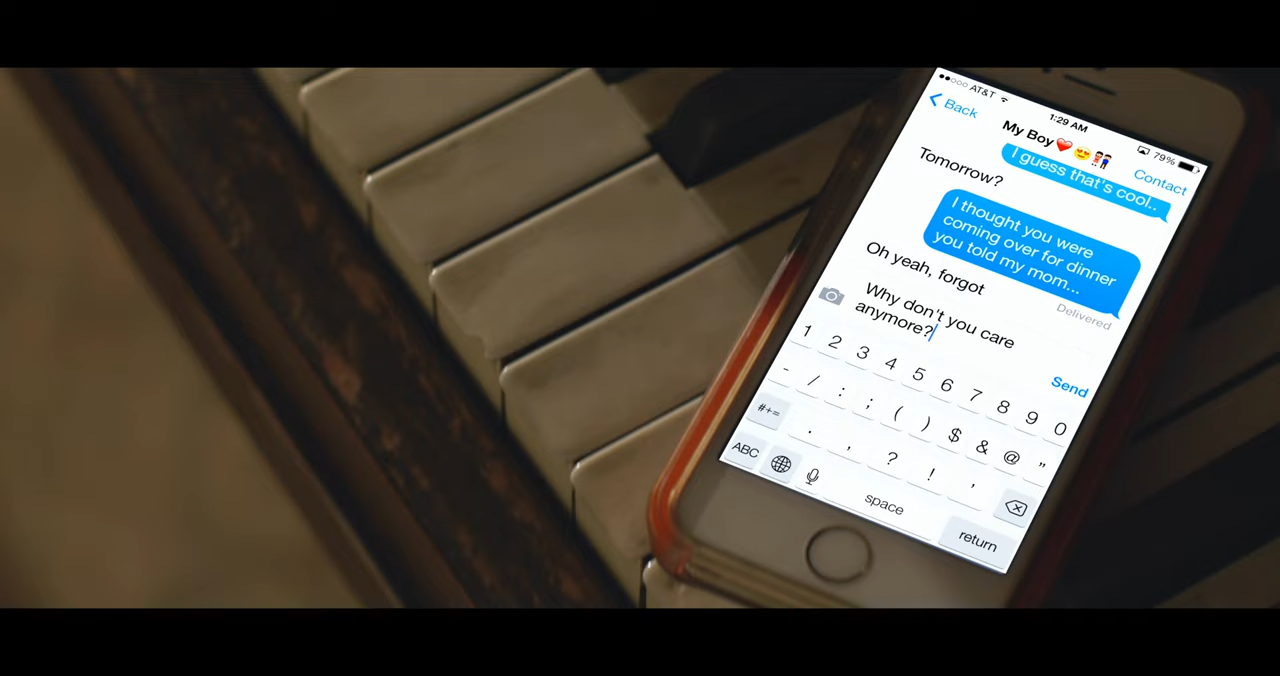 AT&T 1:29 AM 79%
Back My Boy❤️😍👫 Contact
I guess that's cool..
Tomorrow?
I thought you were
coming over for dinner
you told my mom...
Oh yeah, forgot
Delivered
Why don't you care
anymore?
Send
1 2 3 4 5 6 7 8 9 0
- / : ; ( ) $ & @ "
#+= . , ? ! '
ABC space return